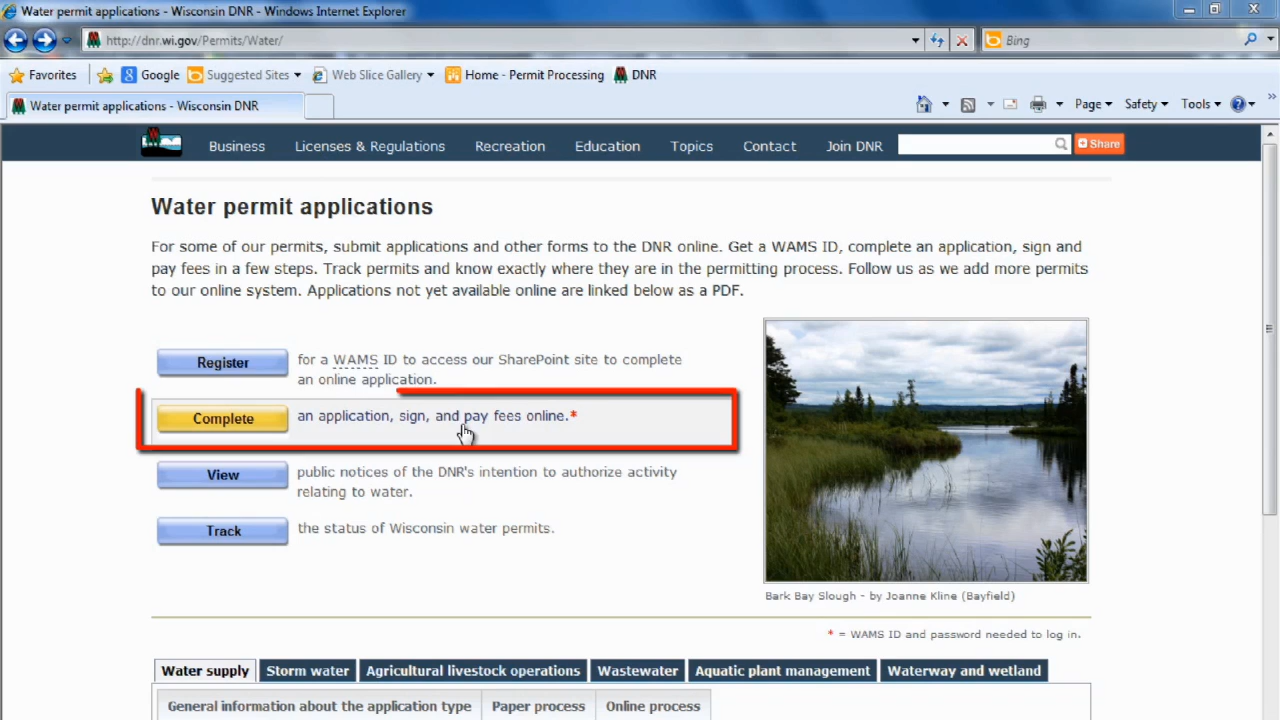 Water permit applications - Wisconsin DNR - Windows Internet Explorer
http://dnr.wi.gov/Permits/Water/
Bing
Favorites
Google
Suggested Sites
Web Slice Gallery
Home - Permit Processing
DNR
Water permit applications - Wisconsin DNR
Page
Safety
Tools
Business
Licenses & Regulations
Recreation
Education
Topics
Contact
Join DNR
Share
Water permit applications
For some of our permits, submit applications and other forms to the DNR online. Get a WAMS ID, complete an application, sign and
pay fees in a few steps. Track permits and know exactly where they are in the permitting process. Follow us as we add more permits
to our online system. Applications not yet available online are linked below as a PDF.
Register
for a WAMS ID to access our SharePoint site to complete
an online application.
Complete
an application, sign, and pay fees online.*
View
public notices of the DNR's intention to authorize activity
relating to water.
Track
the status of Wisconsin water permits.
Bark Bay Slough - by Joanne Kline (Bayfield)
* = WAMS ID and password needed to log in.
Water supply
Storm water
Agricultural livestock operations
Wastewater
Aquatic plant management
Waterway and wetland
General information about the application type
Paper process
Online process